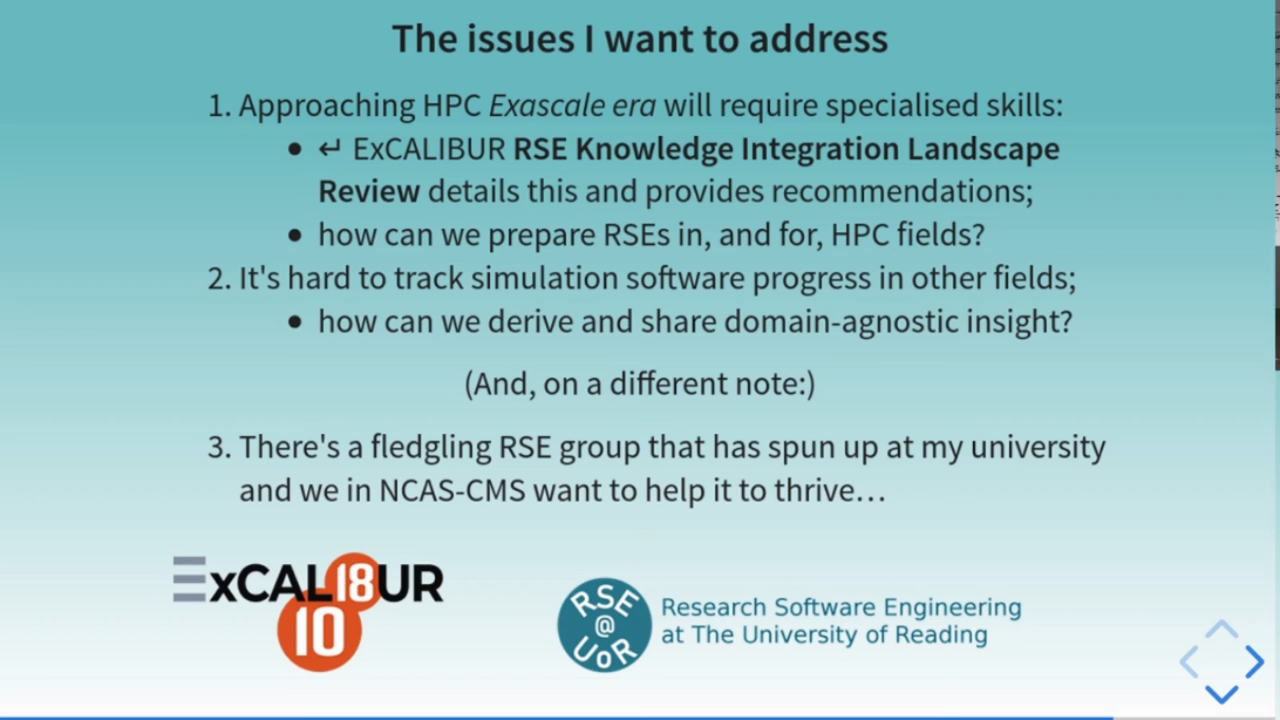 The issues I want to address
1. Approaching HPC Exascale era will require specialised skills:
• ↵ ExCALIBUR RSE Knowledge Integration Landscape
Review details this and provides recommendations;
• how can we prepare RSEs in, and for, HPC fields?
2. It's hard to track simulation software progress in other fields;
• how can we derive and share domain-agnostic insight?
(And, on a different note:)
3. There's a fledgling RSE group that has spun up at my university
and we in NCAS-CMS want to help it to thrive…
ExCAL18UR
10
RSE
@
UoR
Research Software Engineering
at The University of Reading